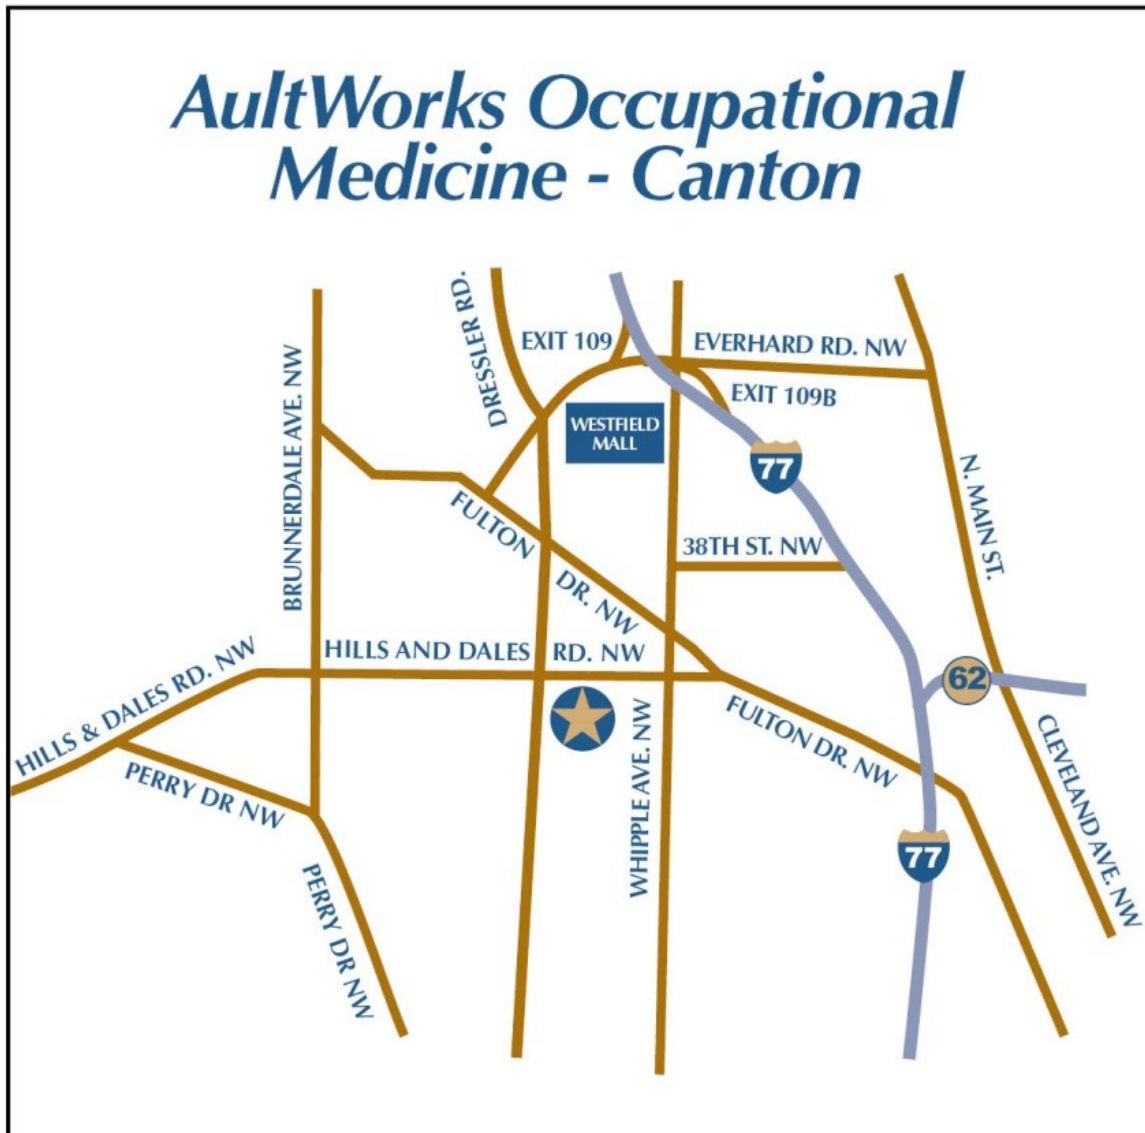 AultWorks Occupational
Medicine - Canton
DRESSLER RD.
EXIT 109
EVERHARD RD. NW
EXIT 109B
BRUNNERDALE AVE. NW
WESTFIELD
MALL
77
N. MAIN ST.
FULTON
DR. NW
38TH ST. NW
HILLS AND DALES RD. NW
HILLS & DALES RD. NW
62
PERRY DR NW
WHIPPLE AVE. NW
FULTON DR. NW
CLEVELAND AVE. NW
77
PERRY DR NW